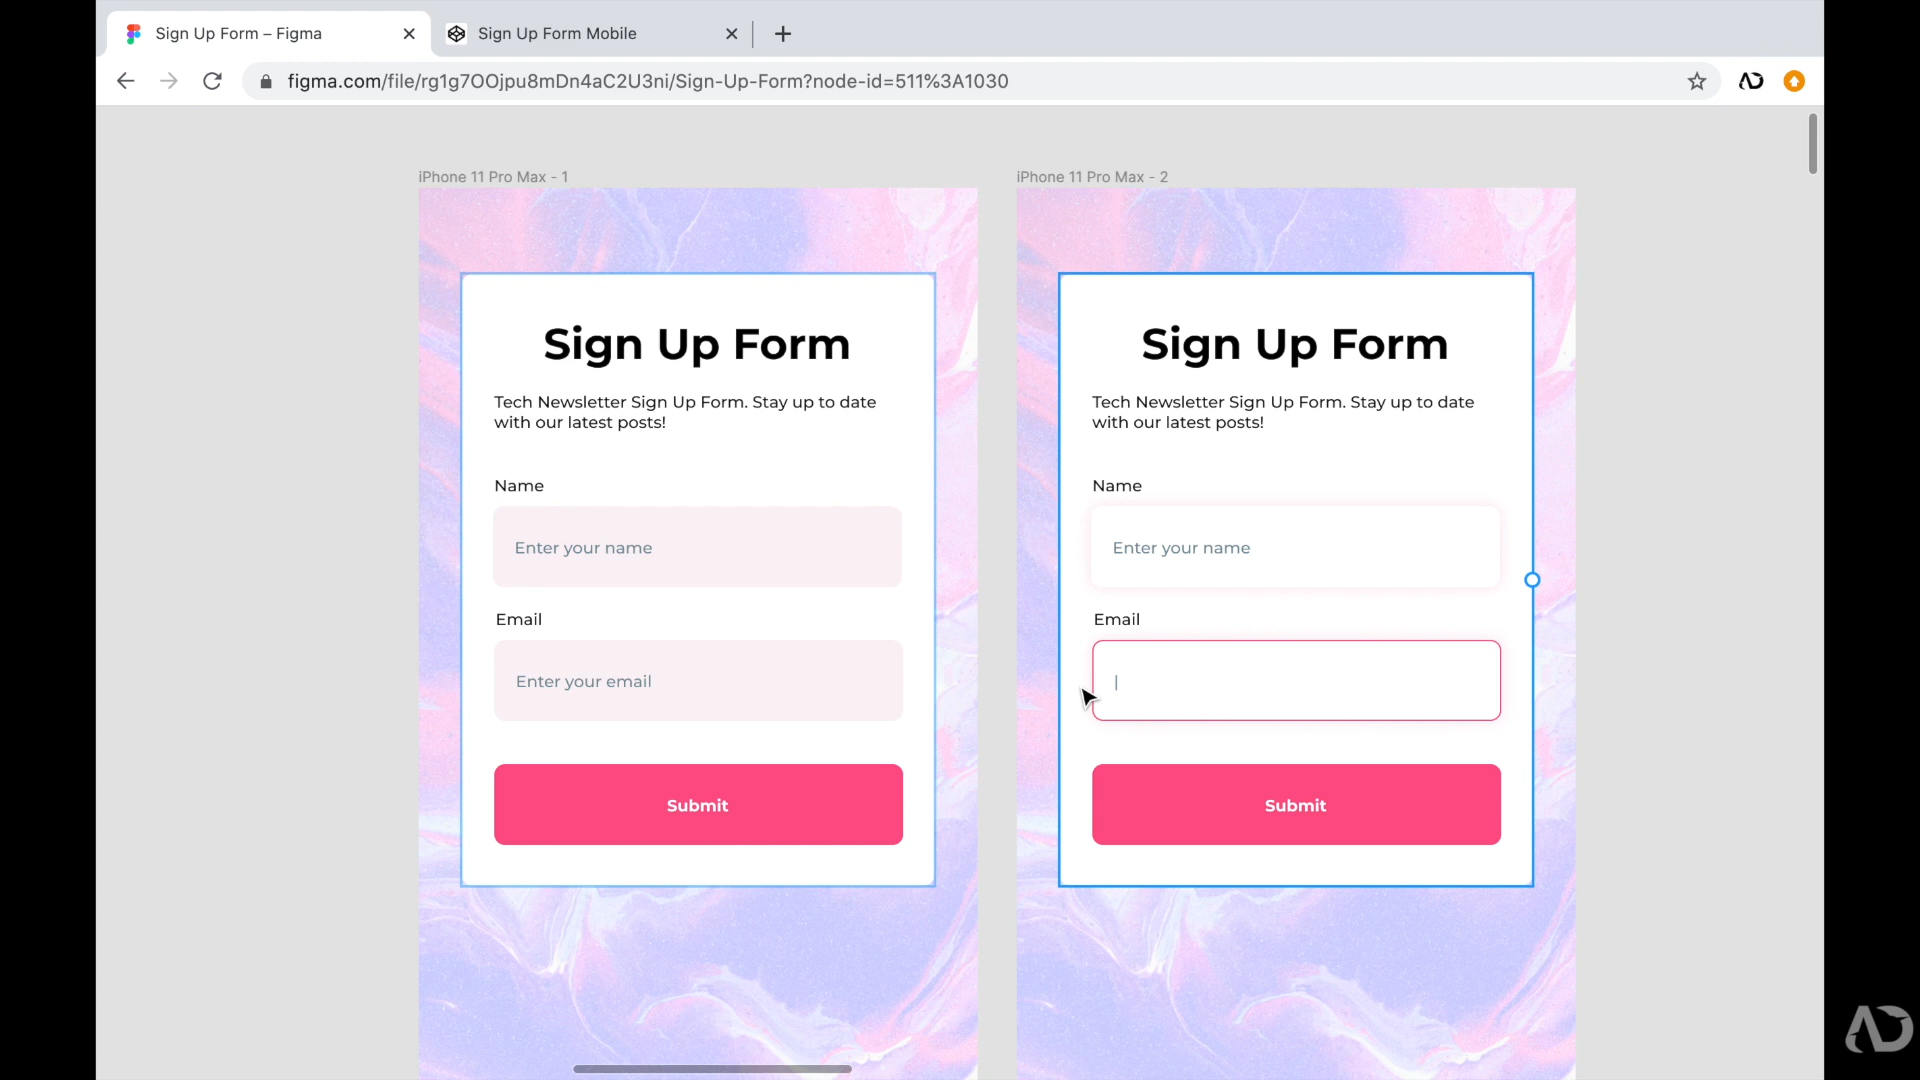 Sign Up Form – Figma
Sign Up Form Mobile
figma.com/file/rg1g7OOjpu8mDn4aC2U3ni/Sign-Up-Form?node-id=511%3A1030
iPhone 11 Pro Max - 1
Sign Up Form
Tech Newsletter Sign Up Form. Stay up to date
with our latest posts!
Name
Enter your name
Email
Enter your email
Submit
iPhone 11 Pro Max - 2
Sign Up Form
Tech Newsletter Sign Up Form. Stay up to date
with our latest posts!
Name
Enter your name
Email
Submit